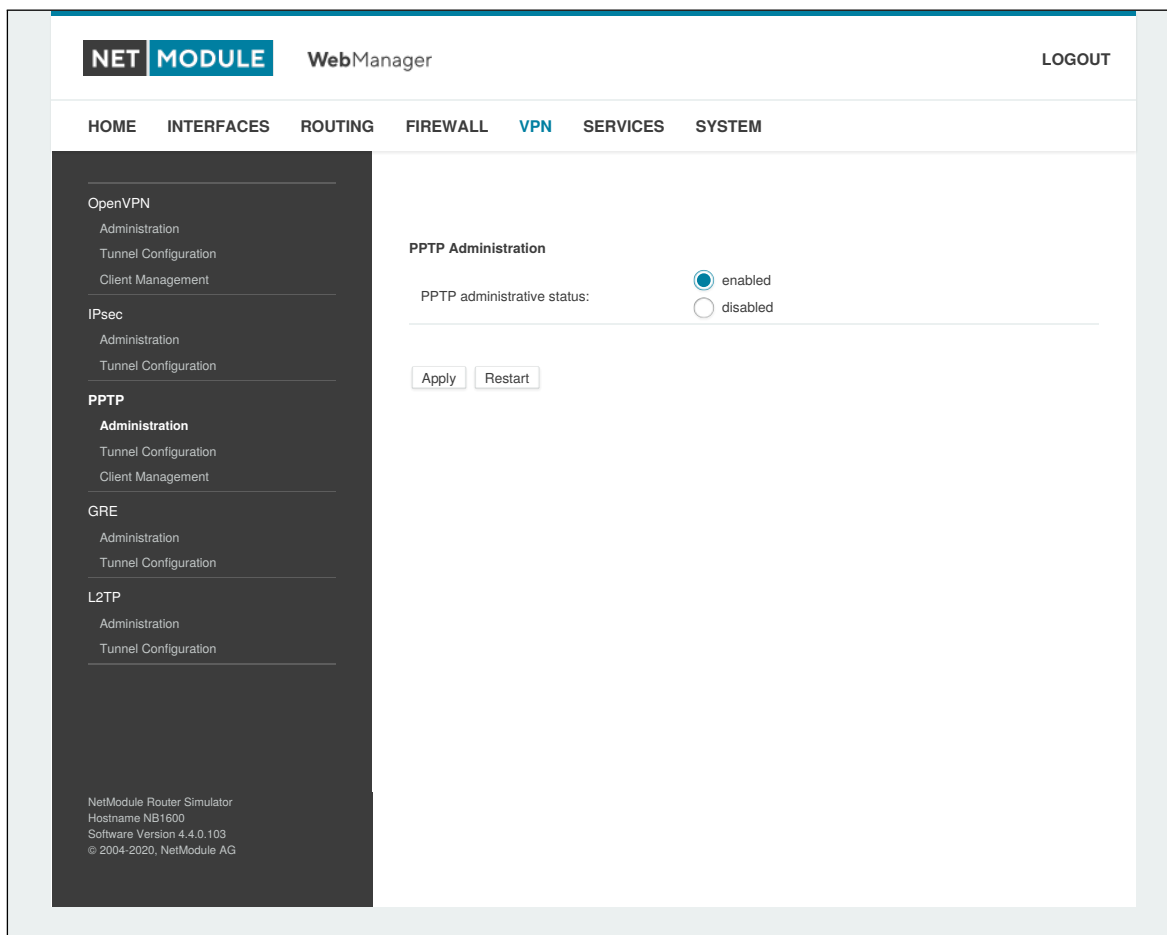 NET MODULE WebManager LOGOUT
HOME INTERFACES ROUTING FIREWALL VPN SERVICES SYSTEM
OpenVPN
Administration
Tunnel Configuration
Client Management
IPsec
Administration
Tunnel Configuration
PPTP
Administration
Tunnel Configuration
Client Management
GRE
Administration
Tunnel Configuration
L2TP
Administration
Tunnel Configuration
NetModule Router Simulator
Hostname NB1600
Software Version 4.4.0.103
© 2004-2020, NetModule AG
PPTP Administration
PPTP administrative status:
enabled
disabled
Apply Restart